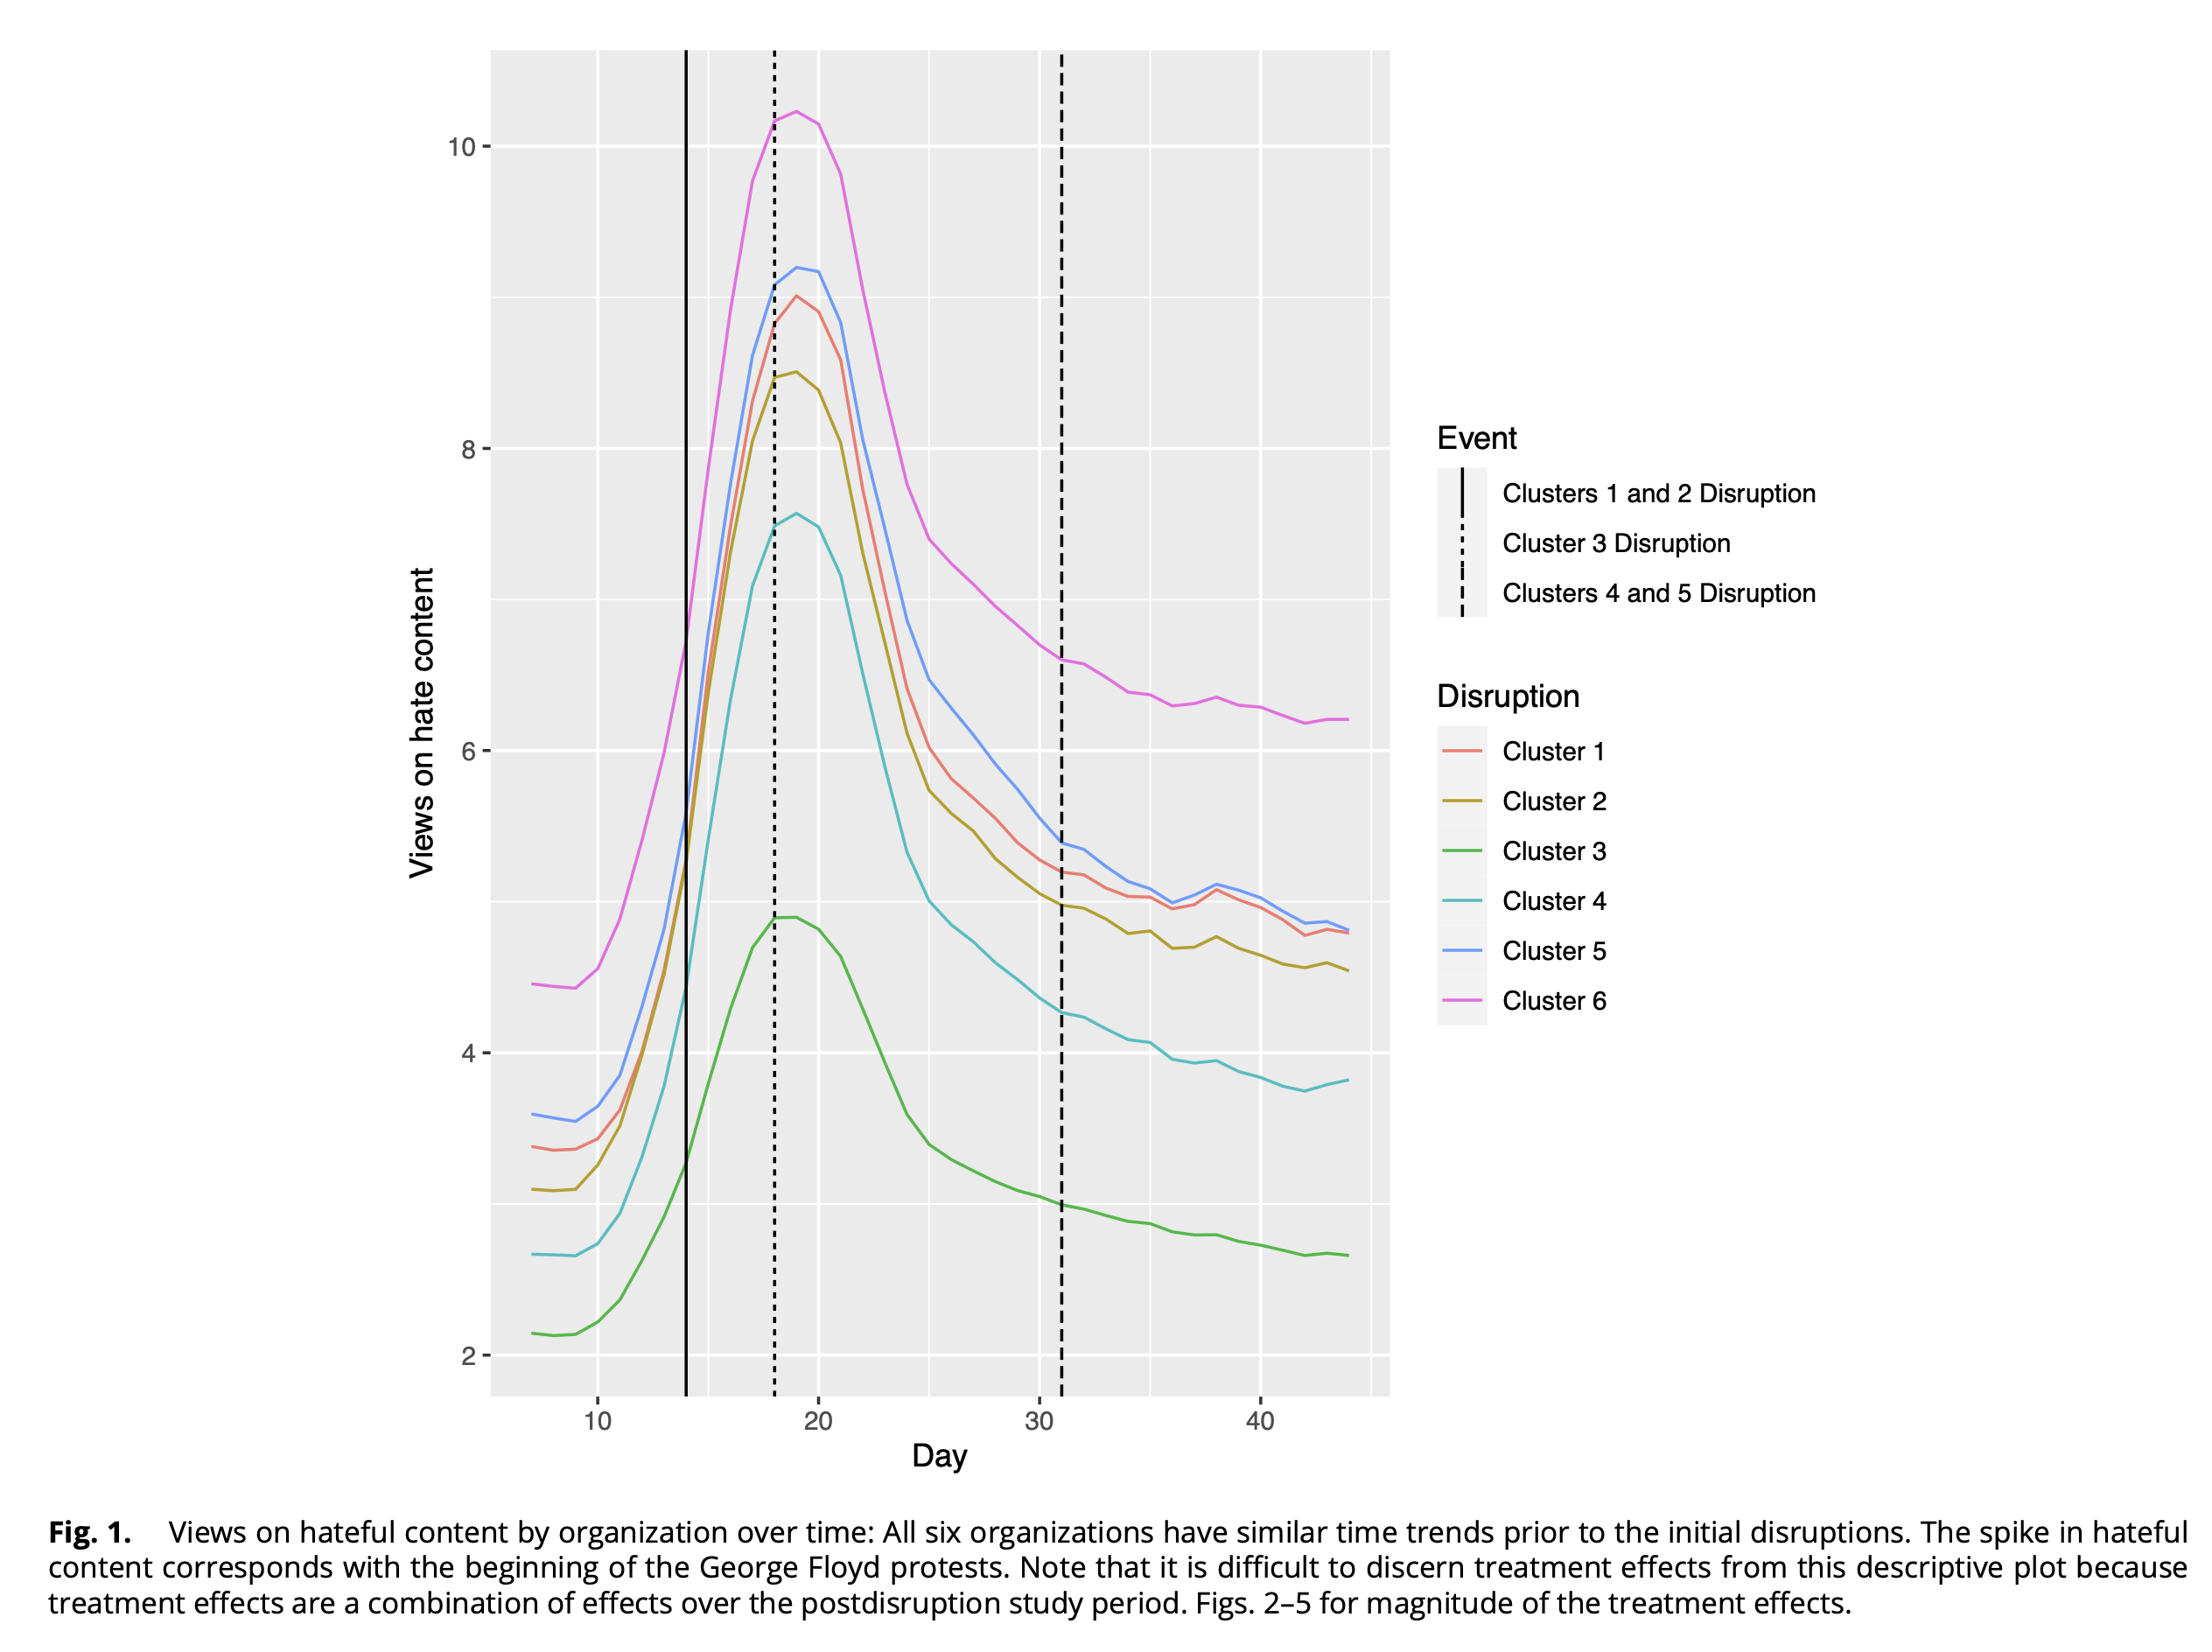 10
8
6
4
2
Views on hate content
10 20 30 40
Day
Event
Clusters 1 and 2 Disruption
Cluster 3 Disruption
Clusters 4 and 5 Disruption
Disruption
Cluster 1
Cluster 2
Cluster 3
Cluster 4
Cluster 5
Cluster 6
Fig. 1. Views on hateful content by organization over time: All six organizations have similar time trends prior to the initial disruptions. The spike in hateful
content corresponds with the beginning of the George Floyd protests. Note that it is difficult to discern treatment effects from this descriptive plot because
treatment effects are a combination of effects over the postdisruption study period. Figs. 2–5 for magnitude of the treatment effects.